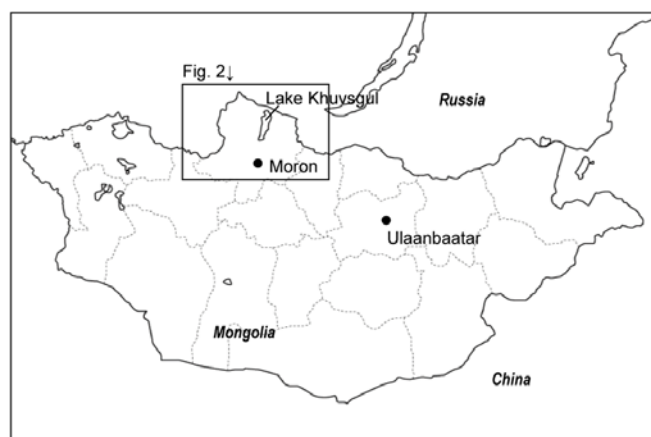 Fig. 2↓
Lake Khuysgul
Russia
Moron
Ulaanbaatar
Mongolia
China